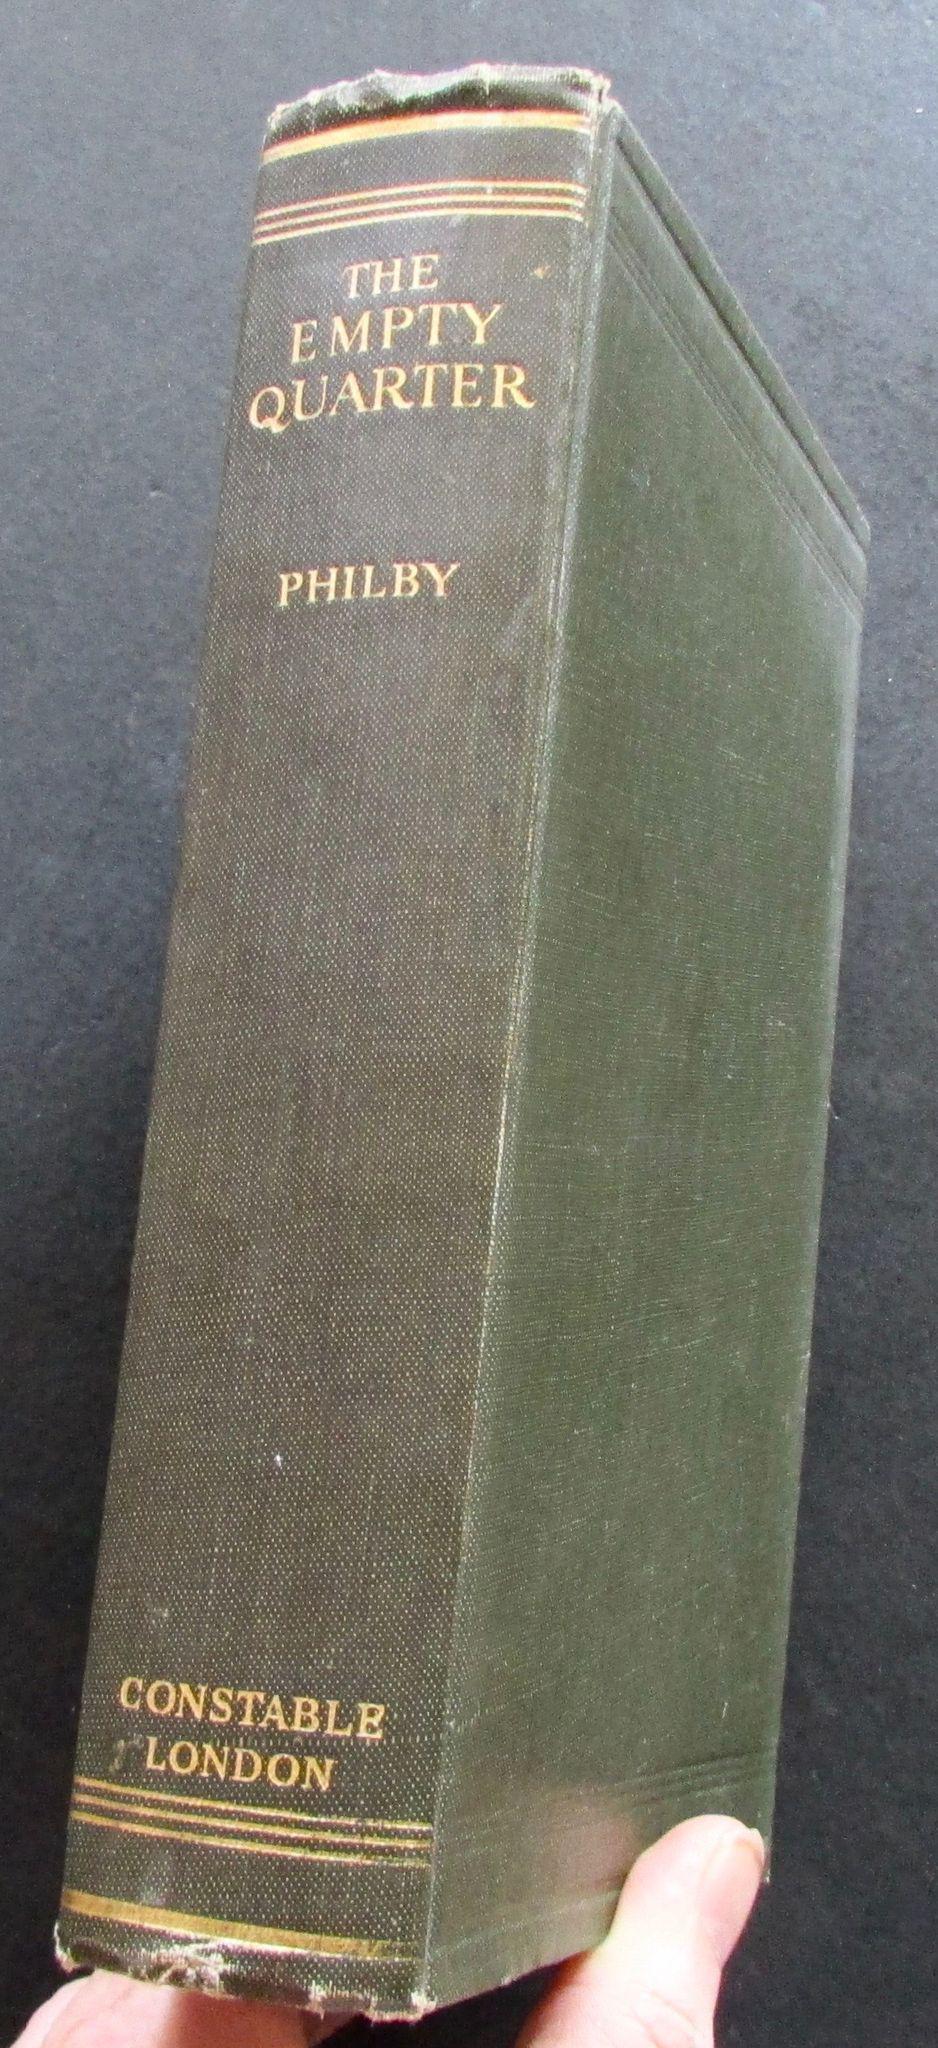 THE
EMPTY
QUARTER
PHILBY
CONSTABLE
LONDON